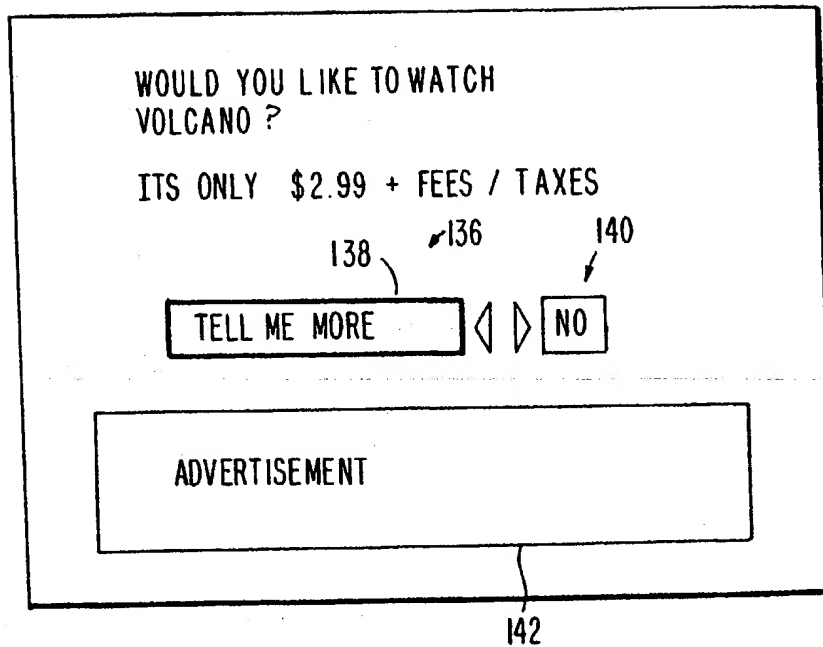 WOULD YOU LIKE TO WATCH
VOLCANO ?
ITS ONLY $2.99 + FEES / TAXES
136
140
138
TELL ME MORE
NO
ADVERTISEMENT
142